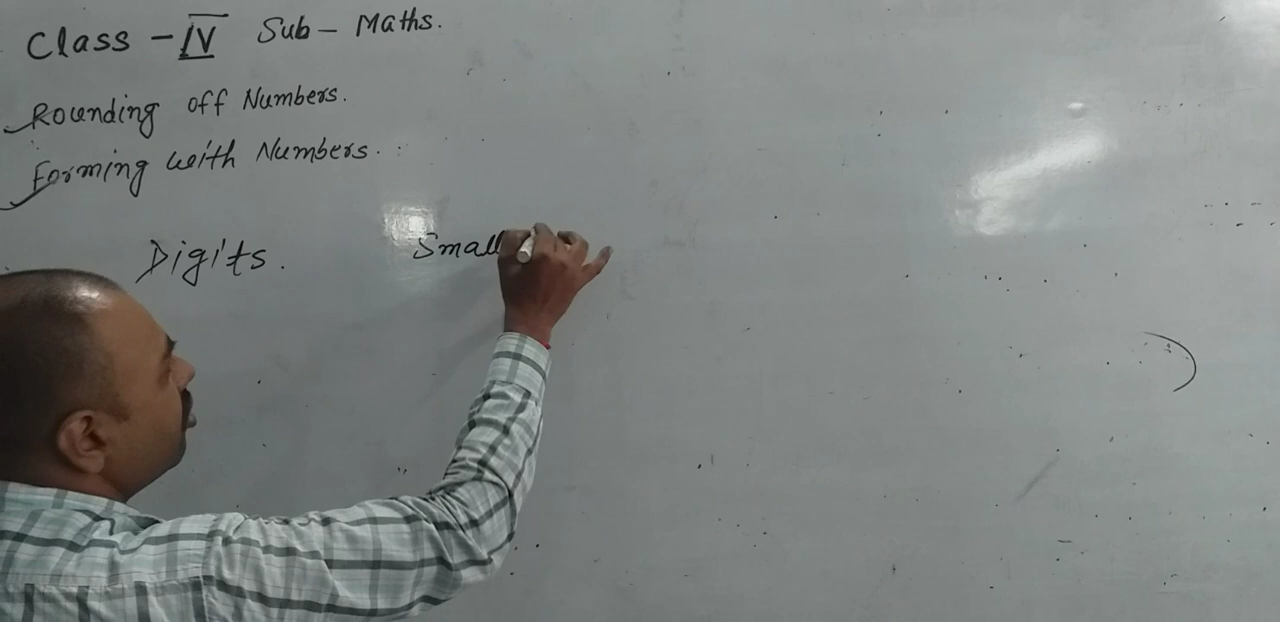 Class - IV Sub - Maths.
Rounding off Numbers.
Forming with Numbers.
Digits. Small